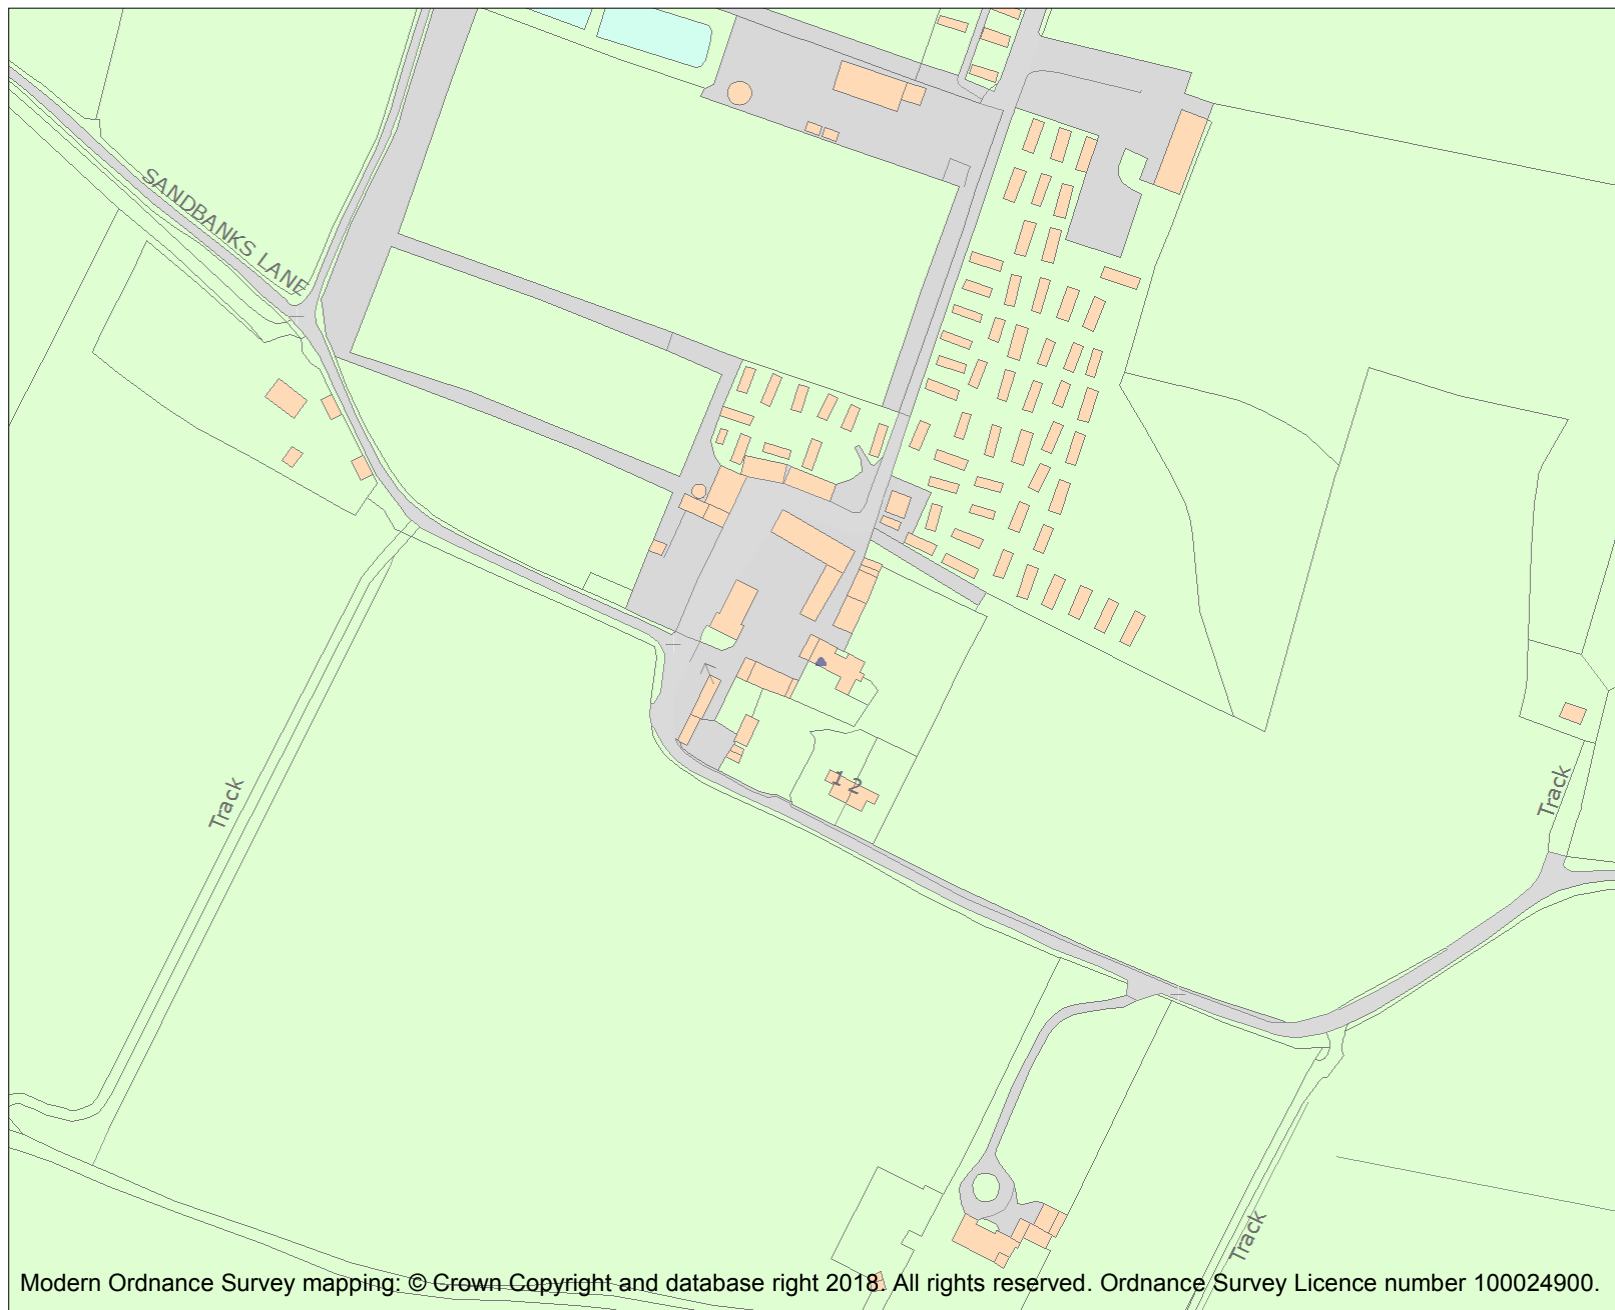 SANDBANKS LANE
1 2
Track
Track
Track
Modern Ordnance Survey mapping: © Crown Copyright and database right 2018. All rights reserved. Ordnance Survey Licence number 100024900.